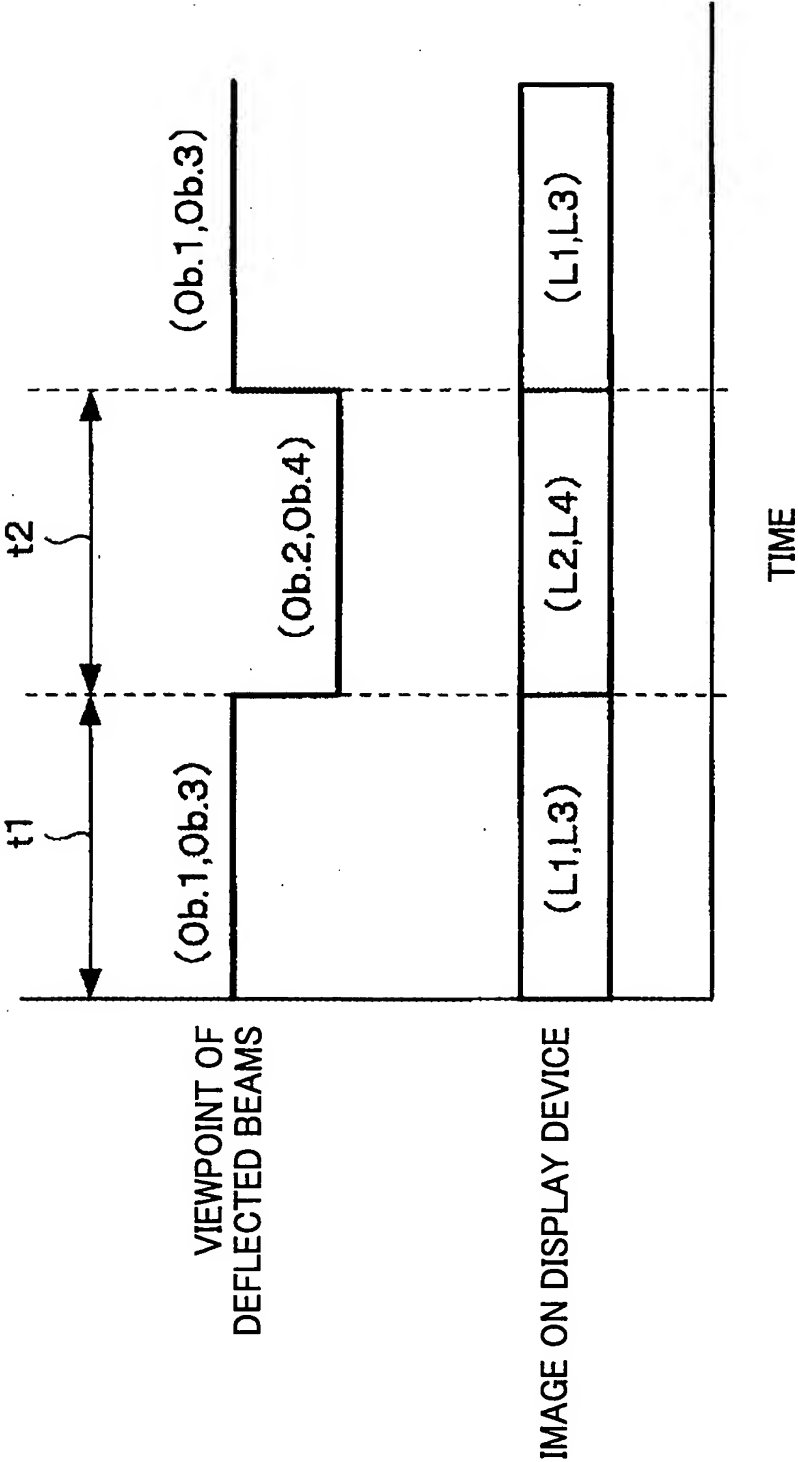 t1
t2
VIEWPOINT OF
DEFLECTED BEAMS
(Ob.1,Ob.3)
(Ob.2,Ob.4)
(Ob.1,Ob.3)
IMAGE ON DISPLAY DEVICE
(L1,L3)
(L2,L4)
(L1,L3)
TIME